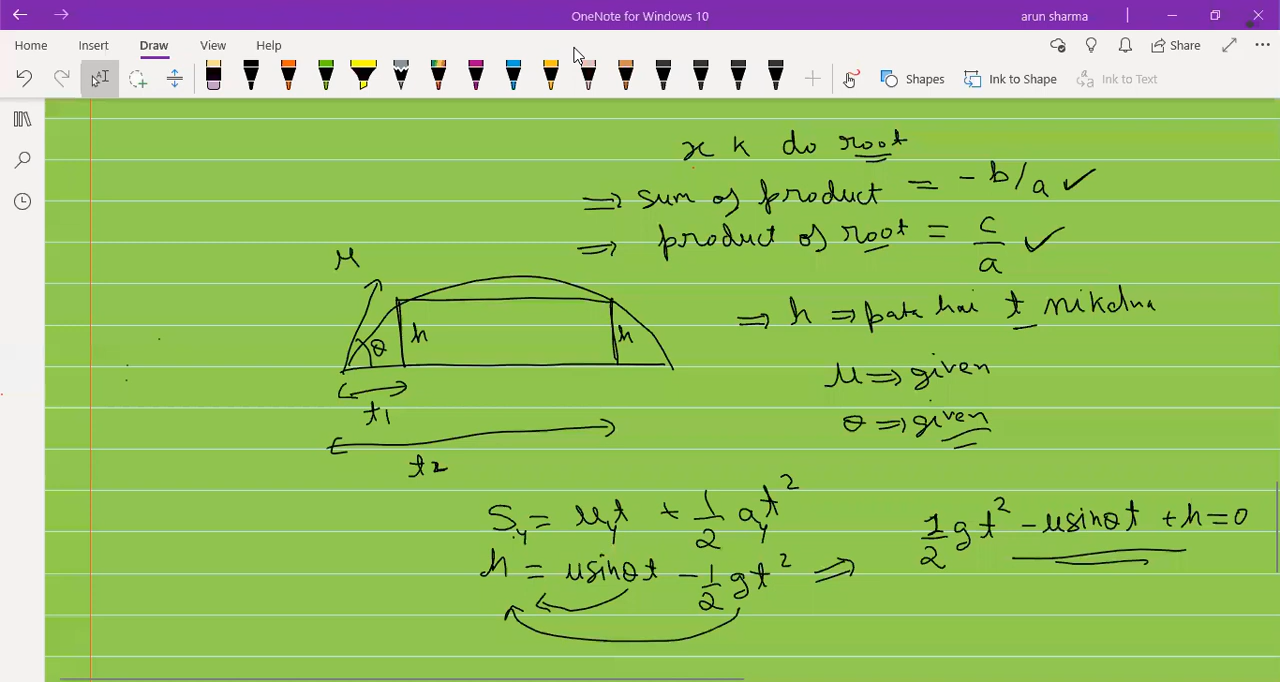 OneNote for Windows 10
arun sharma
Home Insert Draw View Help
Share
Shapes
Ink to Shape
Ink to Text
x k do root
⇒ sum of product = - b/a ✓
⇒ product of root = c/a ✓
u
⇒ h ⇒ pata hai t nikalna
θ h h
u ⇒ given
t1
θ ⇒ given
t2
Sy = uyt + 1/2 ayt²
1/2 gt² - usinθt + h = 0
h = usinθt - 1/2 gt² ⇒